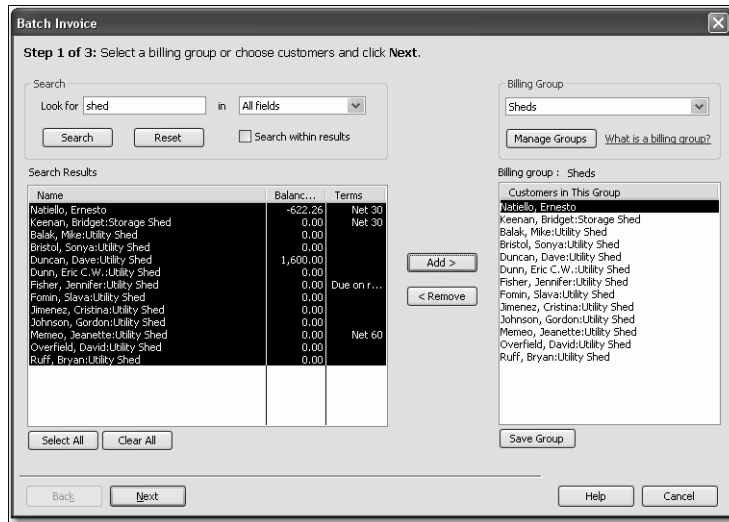 Batch Invoice
Step 1 of 3: Select a billing group or choose customers and click Next.
Search
Look for shed in All fields
Search Reset Search within results
Billing Group
Sheds
Manage Groups What is a billing group?
Search Results
Name Balanc... Terms
Natiello, Ernesto -622.26 Net 30
Keenan, Bridget:Storage Shed 0.00 Net 30
Balak, Mike:Utility Shed 0.00
Bristol, Sonya:Utility Shed 0.00
Duncan, Dave:Utility Shed 1,600.00
Dunn, Eric C.W.:Utility Shed 0.00
Fisher, Jennifer:Utility Shed 0.00 Due on r...
Fomin, Slava:Utility Shed 0.00
Jimenez, Cristina:Utility Shed 0.00
Johnson, Gordon:Utility Shed 0.00
Memeo, Jeanette:Utility Shed 0.00 Net 60
Overfield, David:Utility Shed 0.00
Ruff, Bryan:Utility Shed 0.00
Select All Clear All
Add >
< Remove
Billing group : Sheds
Customers in This Group
Natiello, Ernesto
Keenan, Bridget:Storage Shed
Balak, Mike:Utility Shed
Bristol, Sonya:Utility Shed
Duncan, Dave:Utility Shed
Dunn, Eric C.W.:Utility Shed
Fisher, Jennifer:Utility Shed
Fomin, Slava:Utility Shed
Jimenez, Cristina:Utility Shed
Johnson, Gordon:Utility Shed
Memeo, Jeanette:Utility Shed
Overfield, David:Utility Shed
Ruff, Bryan:Utility Shed
Save Group
Back Next Help Cancel